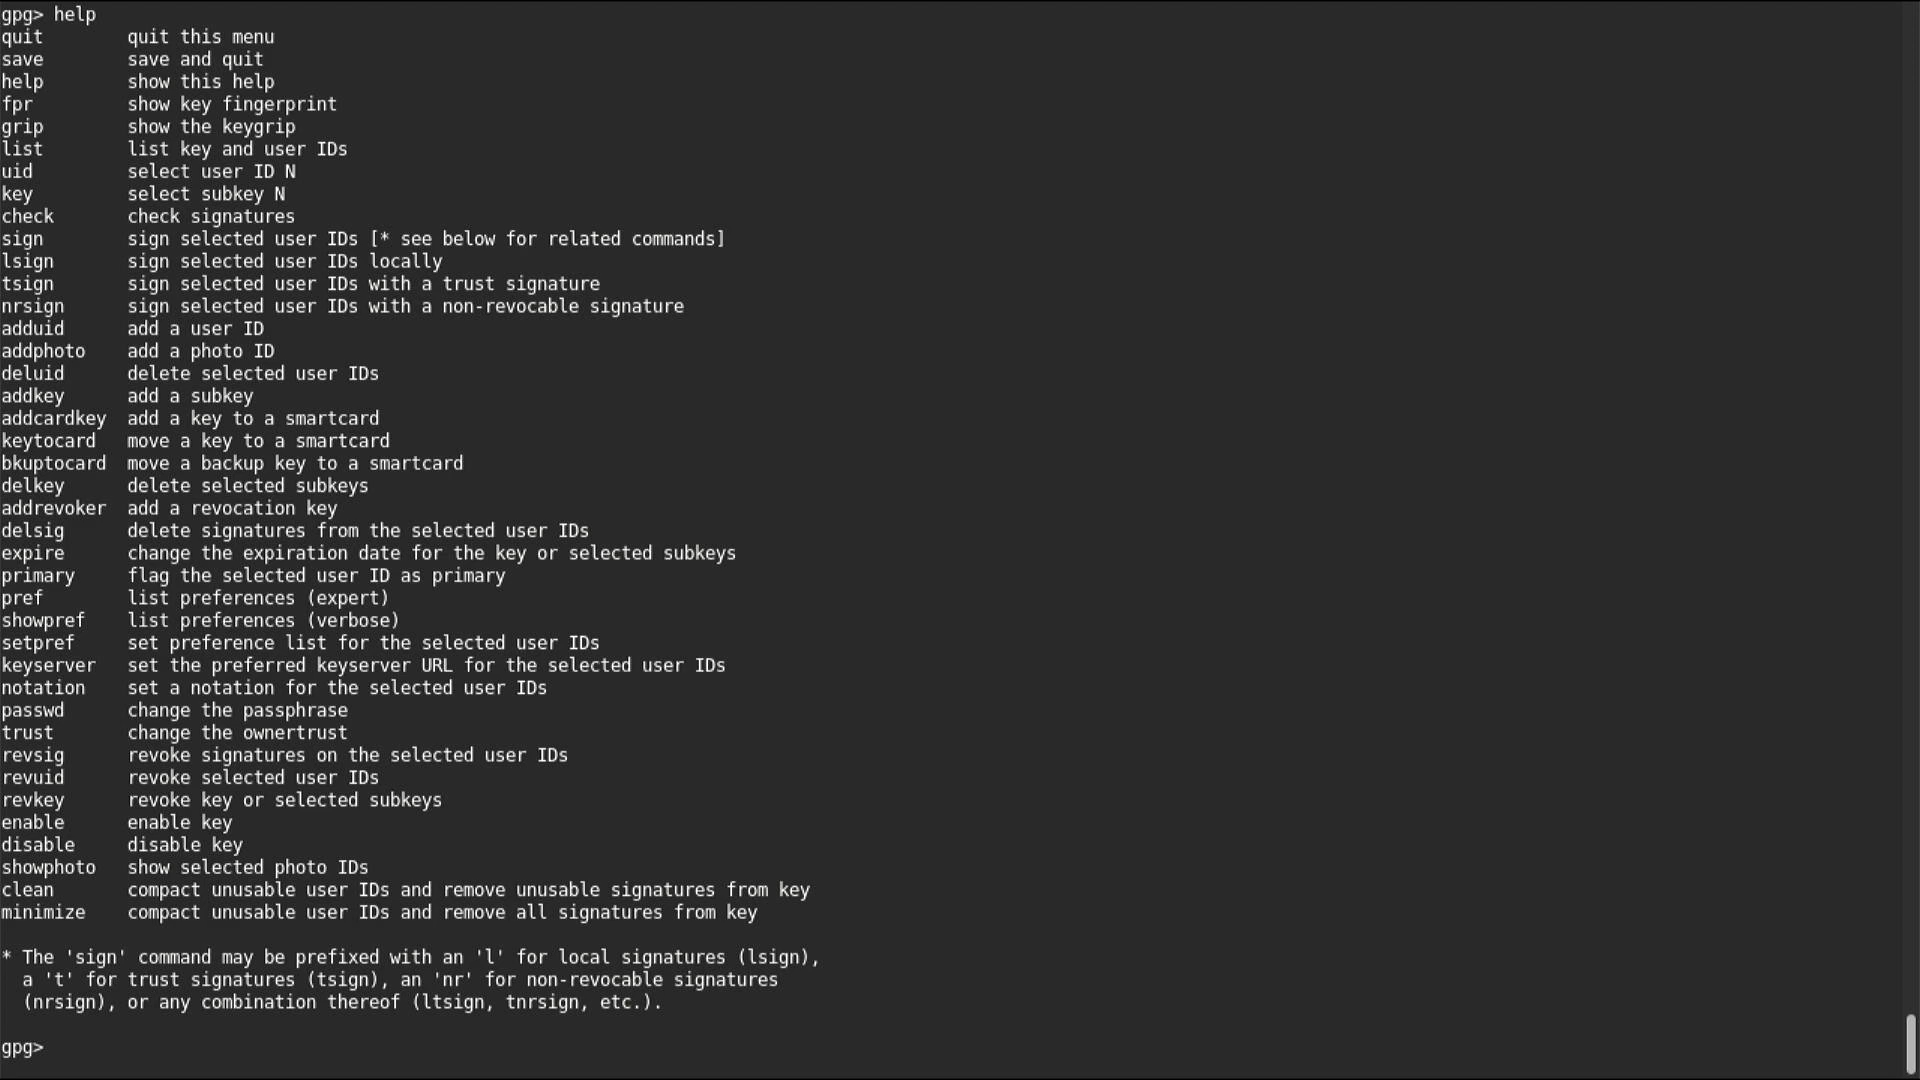 gpg> help
quit        quit this menu
save        save and quit
help        show this help
fpr         show key fingerprint
grip        show the keygrip
list        list key and user IDs
uid         select user ID N
key         select subkey N
check       check signatures
sign        sign selected user IDs [* see below for related commands]
lsign       sign selected user IDs locally
tsign       sign selected user IDs with a trust signature
nrsign      sign selected user IDs with a non-revocable signature
adduid      add a user ID
addphoto    add a photo ID
deluid      delete selected user IDs
addkey      add a subkey
addcardkey  add a key to a smartcard
keytocard   move a key to a smartcard
bkuptocard  move a backup key to a smartcard
delkey      delete selected subkeys
addrevoker  add a revocation key
delsig      delete signatures from the selected user IDs
expire      change the expiration date for the key or selected subkeys
primary     flag the selected user ID as primary
pref        list preferences (expert)
showpref    list preferences (verbose)
setpref     set preference list for the selected user IDs
keyserver   set the preferred keyserver URL for the selected user IDs
notation    set a notation for the selected user IDs
passwd      change the passphrase
trust       change the ownertrust
revsig      revoke signatures on the selected user IDs
revuid      revoke selected user IDs
revkey      revoke key or selected subkeys
enable      enable key
disable     disable key
showphoto   show selected photo IDs
clean       compact unusable user IDs and remove unusable signatures from key
minimize    compact unusable user IDs and remove all signatures from key
* The 'sign' command may be prefixed with an 'l' for local signatures (lsign),
  a 't' for trust signatures (tsign), an 'nr' for non-revocable signatures
  (nrsign), or any combination thereof (ltsign, tnrsign, etc.).
gpg>